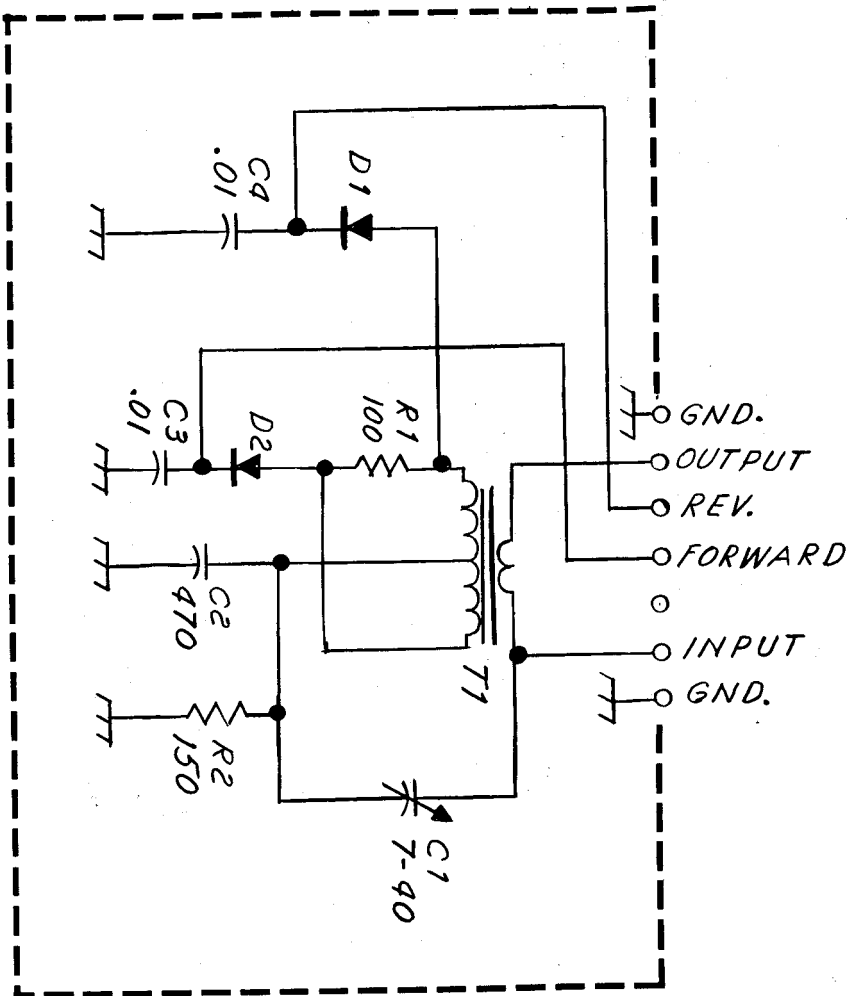 D1
C4
.01
GND.
OUTPUT
REV.
FORWARD
INPUT
GND.
R1
100
D2
C3
.01
C2
470
T1
R2
150
C1
7-40